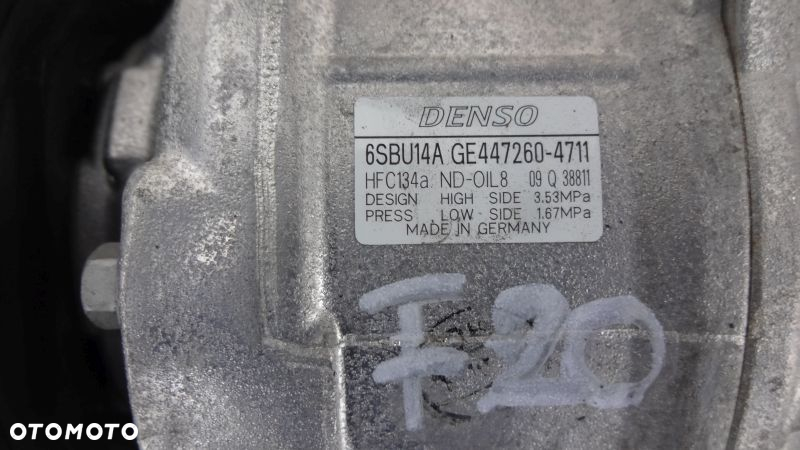 DENSO
6SBU14A GE447260-4711
HFC134a ND-OIL8 09 Q 38811
DESIGN HIGH SIDE 3.53MPa
PRESS LOW SIDE 1.67MPa
MADE IN GERMANY
F20
OTOMOTO